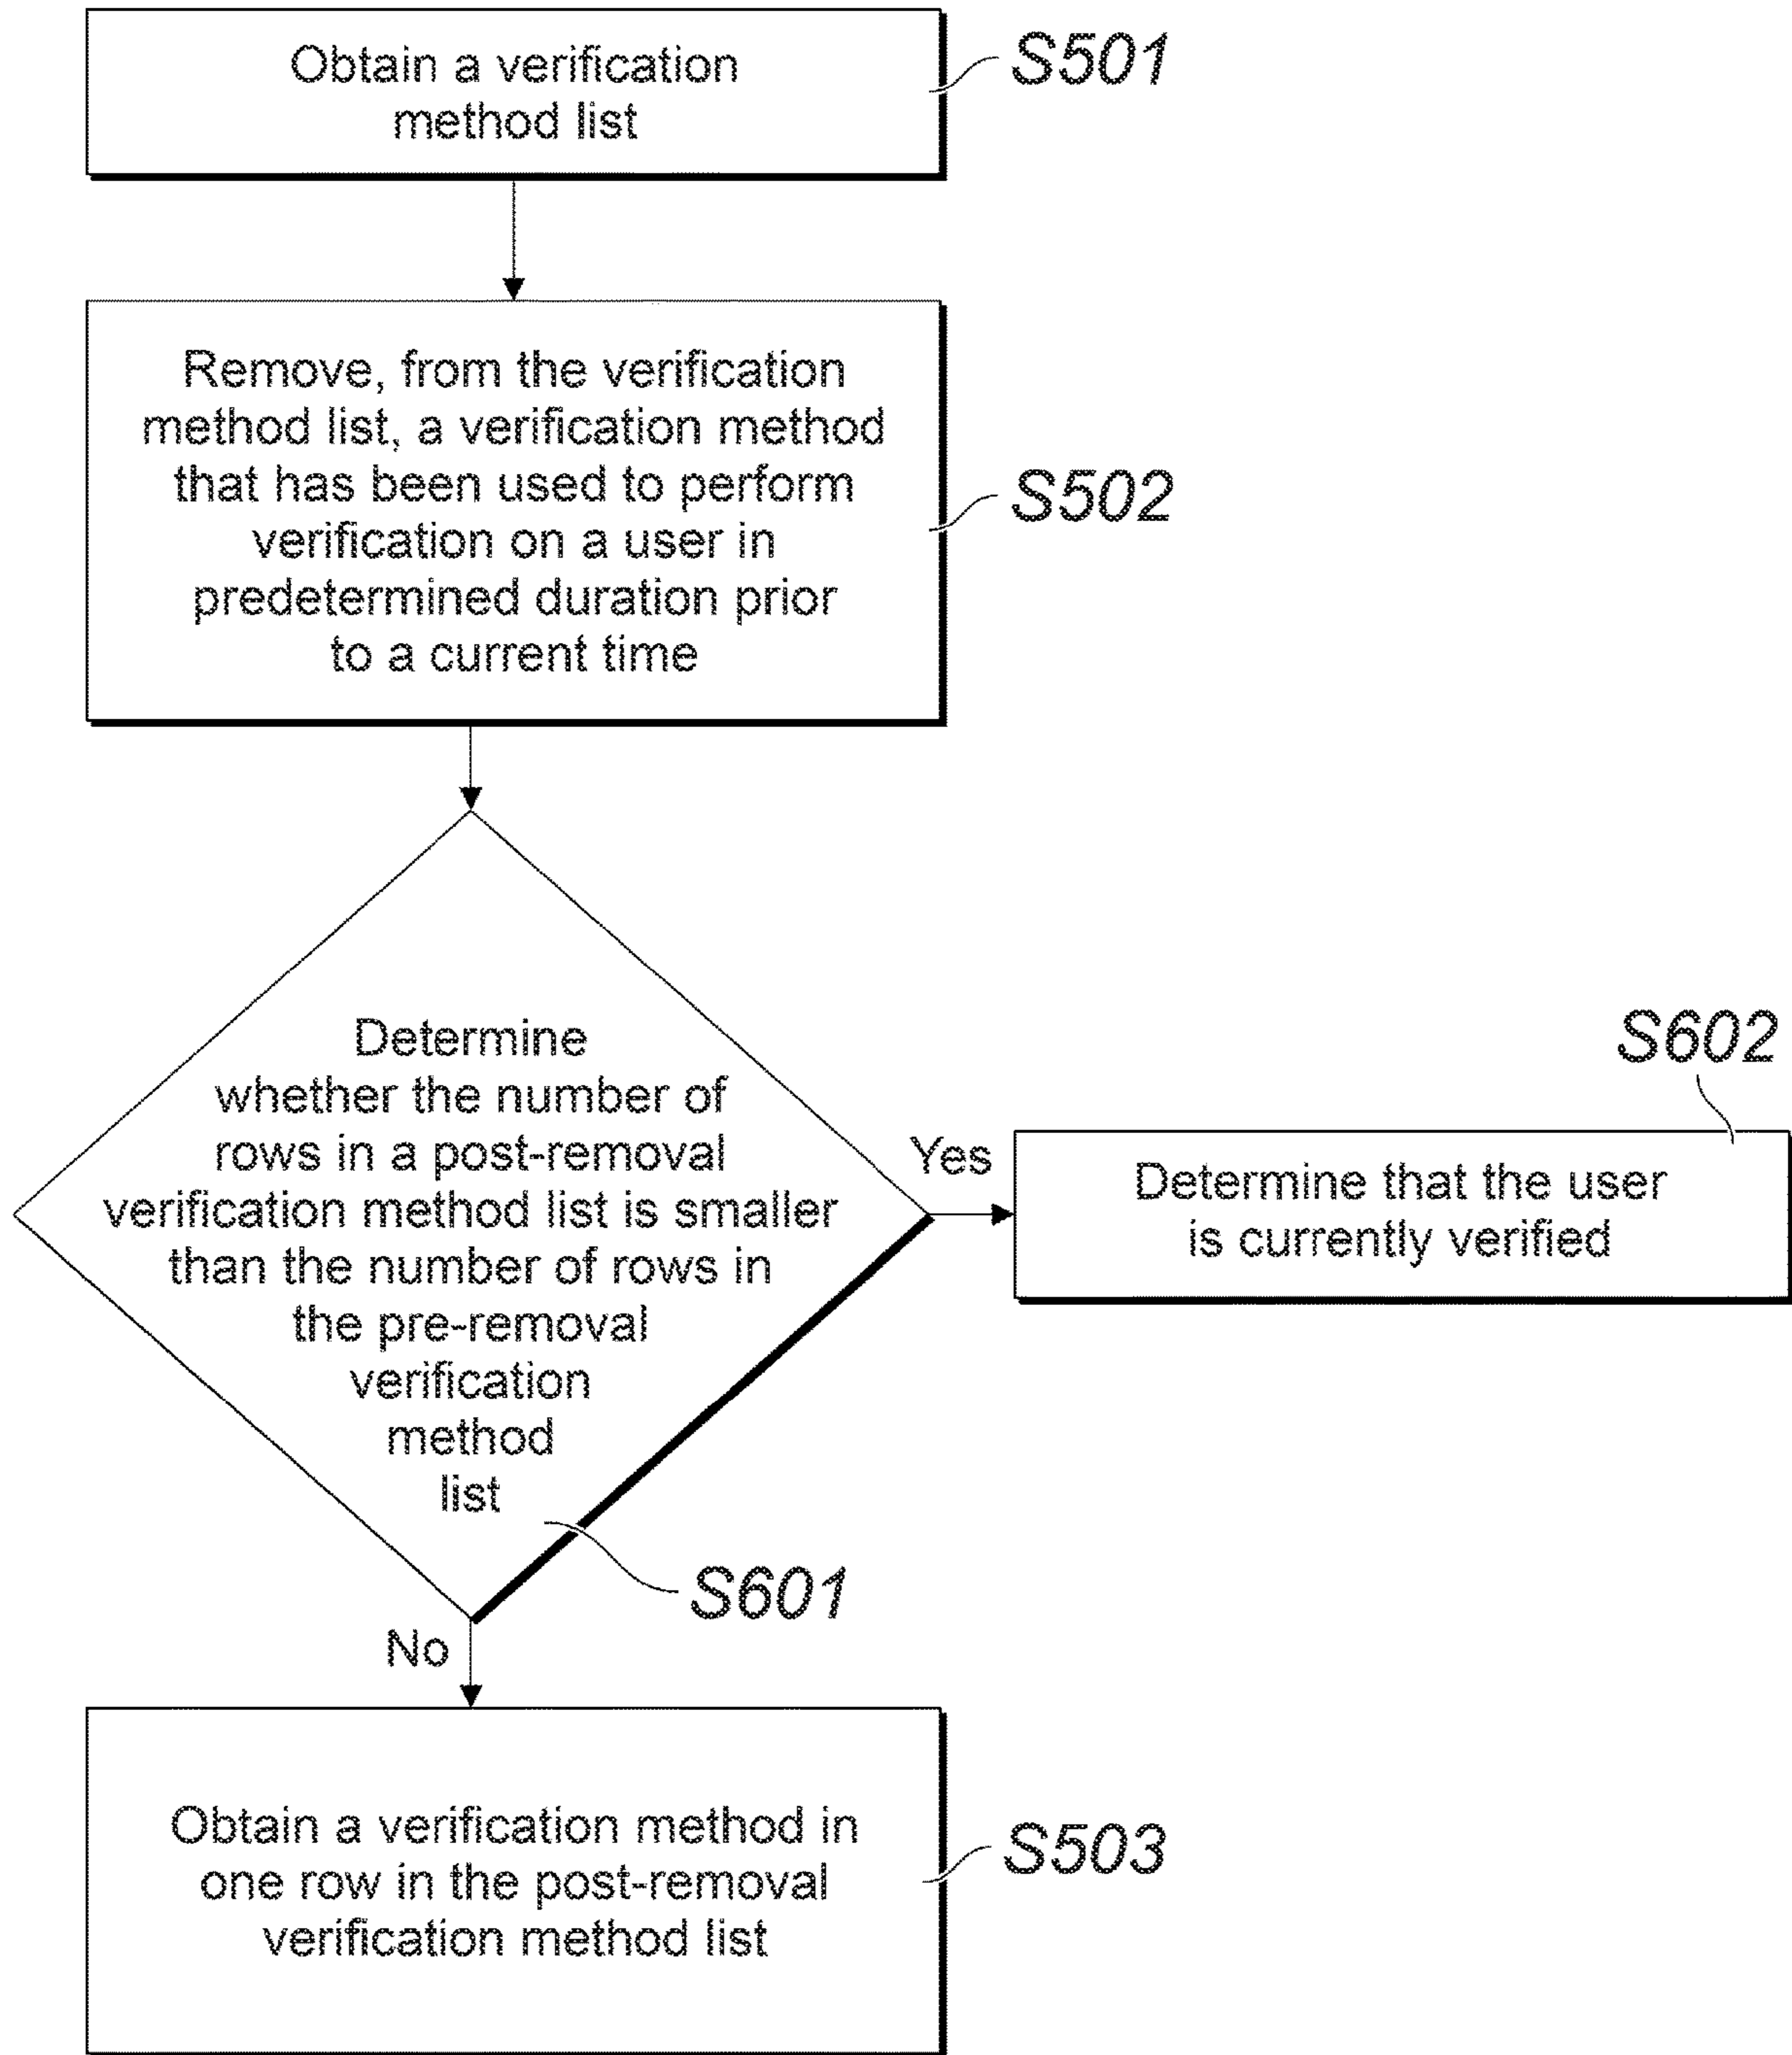 Obtain a verification
method list
S501
Remove, from the verification
method list, a verification method
that has been used to perform
verification on a user in
predetermined duration prior
to a current time
S502
Determine
whether the number of
rows in a post-removal
verification method list is smaller
than the number of rows in
the pre-removal
verification
method
list
S601
Yes
S602
Determine that the user
is currently verified
No
Obtain a verification method in
one row in the post-removal
verification method list
S503